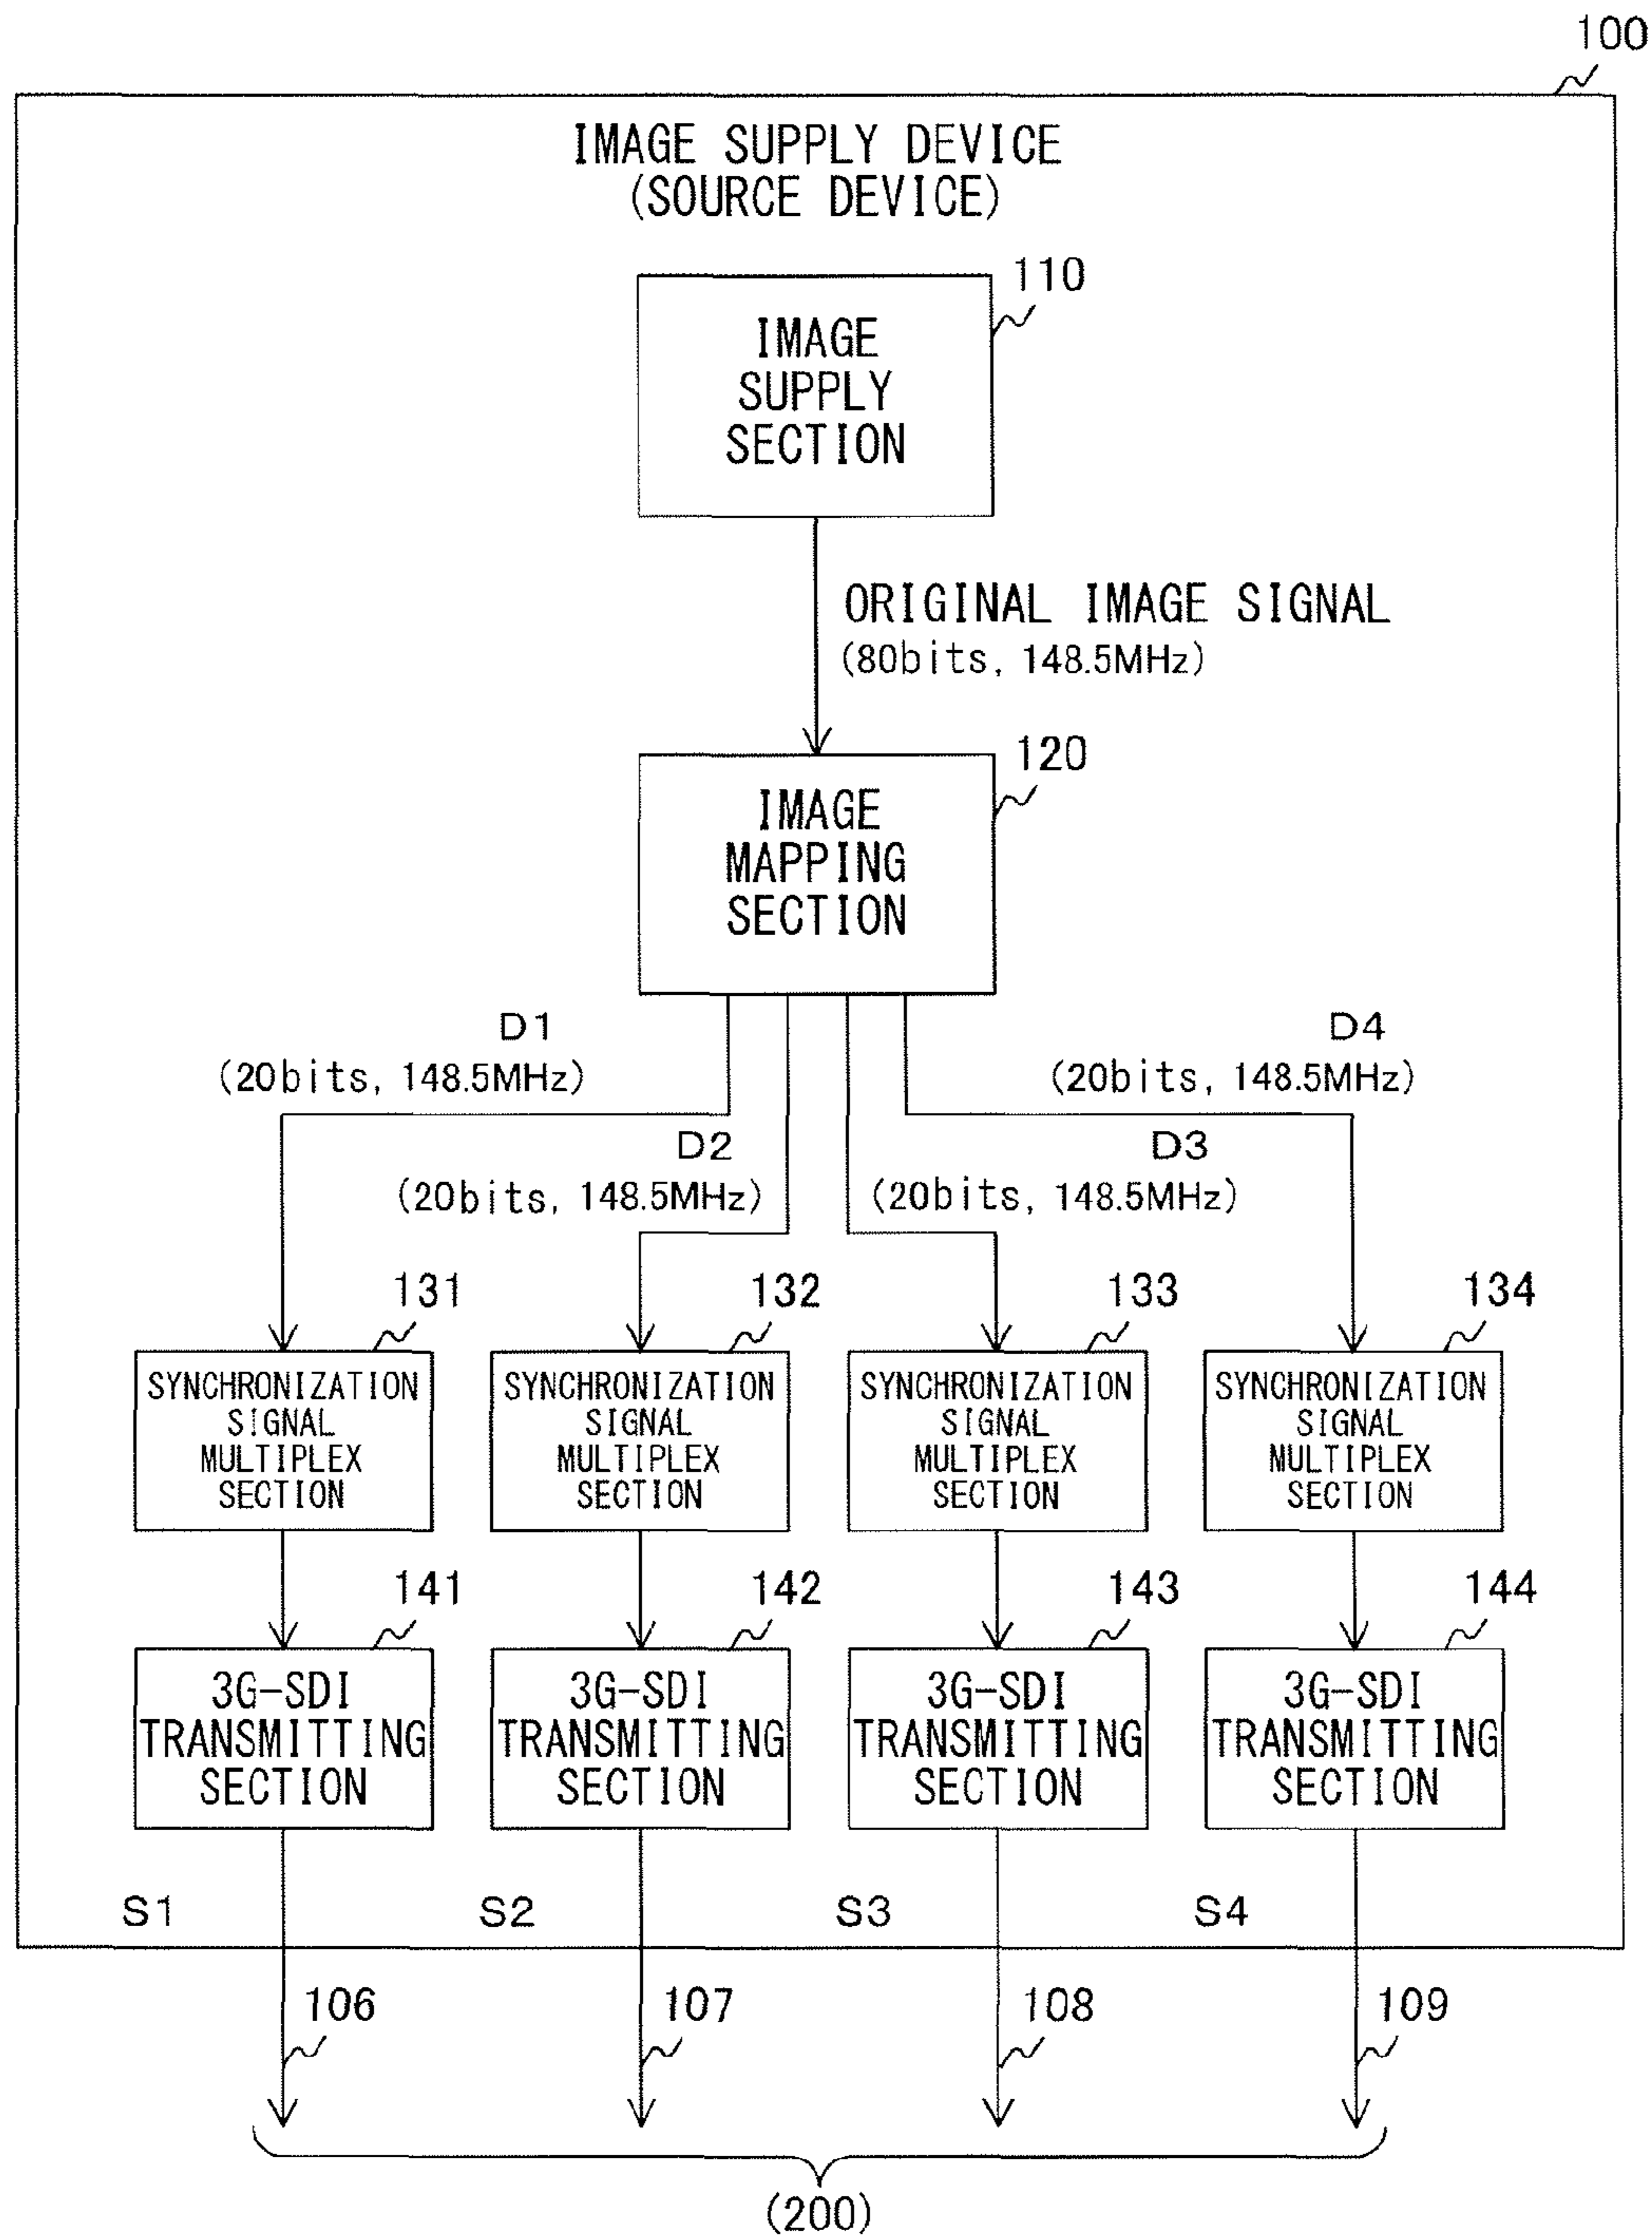 100
IMAGE SUPPLY DEVICE
(SOURCE DEVICE)
110
IMAGE
SUPPLY
SECTION
ORIGINAL IMAGE SIGNAL
(80bits, 148.5MHz)
120
IMAGE
MAPPING
SECTION
D1
(20bits, 148.5MHz)
D4
(20bits, 148.5MHz)
D2
(20bits, 148.5MHz)
D3
(20bits, 148.5MHz)
131
SYNCHRONIZATION
SIGNAL
MULTIPLEX
SECTION
132
SYNCHRONIZATION
SIGNAL
MULTIPLEX
SECTION
133
SYNCHRONIZATION
SIGNAL
MULTIPLEX
SECTION
134
SYNCHRONIZATION
SIGNAL
MULTIPLEX
SECTION
141
3G-SDI
TRANSMITTING
SECTION
142
3G-SDI
TRANSMITTING
SECTION
143
3G-SDI
TRANSMITTING
SECTION
144
3G-SDI
TRANSMITTING
SECTION
S1
S2
S3
S4
106
107
108
109
(200)